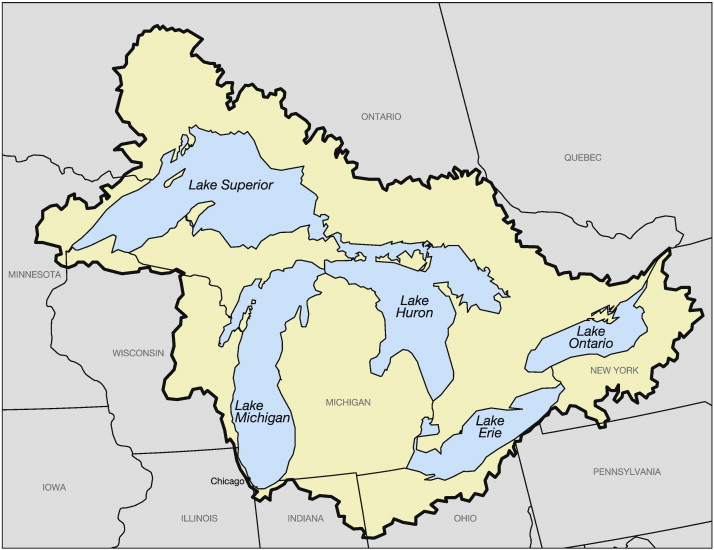 ONTARIO
QUEBEC
Lake Superior
MINNESOTA
Lake
Huron
Lake
Ontario
WISCONSIN
NEW YORK
MICHIGAN
Lake
Michigan
Lake
Erie
PENNSYLVANIA
Chicago
IOWA
ILLINOIS
INDIANA
OHIO